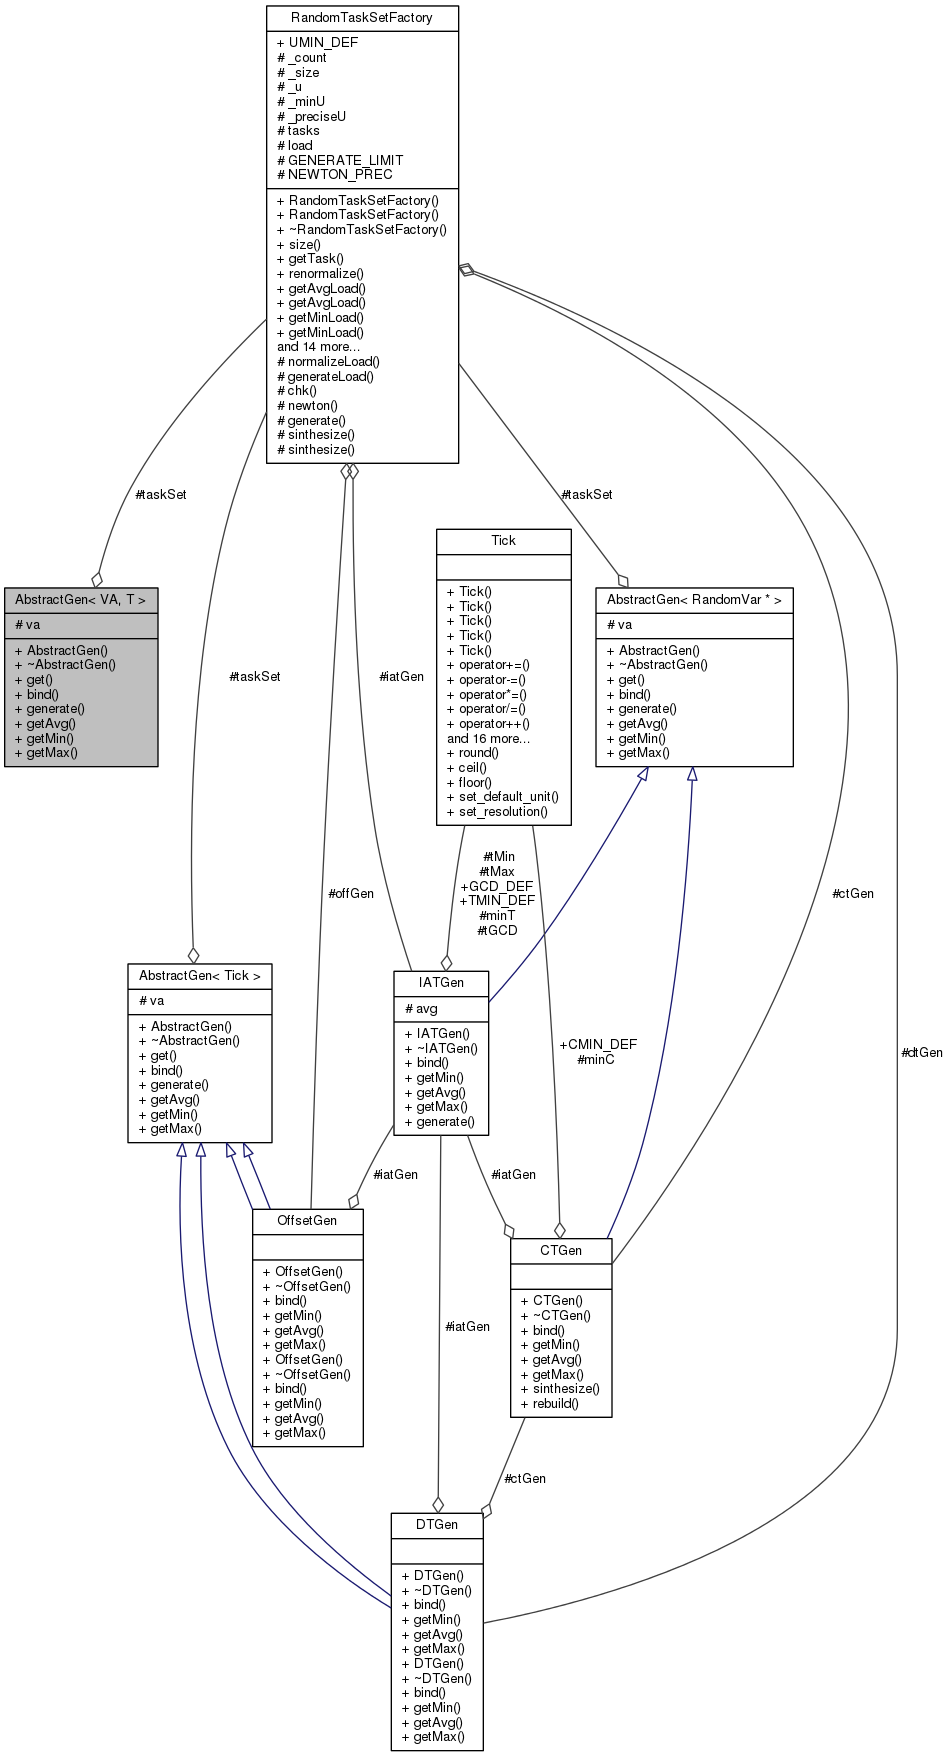 RandomTaskSetFactory
+ UMIN_DEF
# _count
# _size
# _u
# _minU
# _preciseU
# tasks
# load
# GENERATE_LIMIT
# NEWTON_PREC
+ RandomTaskSetFactory()
+ RandomTaskSetFactory()
+ ~RandomTaskSetFactory()
+ size()
+ getTask()
+ renormalize()
+ getAvgLoad()
+ getAvgLoad()
+ getMinLoad()
+ getMinLoad()
and 14 more...
# normalizeLoad()
# generateLoad()
# chk()
# newton()
# generate()
# sinthesize()
# sinthesize()
#taskSet
#taskSet
AbstractGen< VA, T >
# va
+ AbstractGen()
+ ~AbstractGen()
+ get()
+ bind()
+ generate()
+ getAvg()
+ getMin()
+ getMax()
#taskSet
#iatGen
Tick
+ Tick()
+ Tick()
+ Tick()
+ Tick()
+ Tick()
+ operator+=()
+ operator-=()
+ operator*=()
+ operator/=()
+ operator++()
and 16 more...
+ round()
+ ceil()
+ floor()
+ set_default_unit()
+ set_resolution()
AbstractGen< RandomVar * >
# va
+ AbstractGen()
+ ~AbstractGen()
+ get()
+ bind()
+ generate()
+ getAvg()
+ getMin()
+ getMax()
#offGen
#tMin
#tMax
+GCD_DEF
+TMIN_DEF
#minT
#tGCD
#ctGen
AbstractGen< Tick >
# va
+ AbstractGen()
+ ~AbstractGen()
+ get()
+ bind()
+ generate()
+ getAvg()
+ getMin()
+ getMax()
IATGen
# avg
+ IATGen()
+ ~IATGen()
+ bind()
+ getMin()
+ getAvg()
+ getMax()
+ generate()
+CMIN_DEF
#minC
#dtGen
#iatGen
#iatGen
OffsetGen
+ OffsetGen()
+ ~OffsetGen()
+ bind()
+ getMin()
+ getAvg()
+ getMax()
+ OffsetGen()
+ ~OffsetGen()
+ bind()
+ getMin()
+ getAvg()
+ getMax()
#iatGen
CTGen
+ CTGen()
+ ~CTGen()
+ bind()
+ getMin()
+ getAvg()
+ getMax()
+ sinthesize()
+ rebuild()
#ctGen
DTGen
+ DTGen()
+ ~DTGen()
+ bind()
+ getMin()
+ getAvg()
+ getMax()
+ DTGen()
+ ~DTGen()
+ bind()
+ getMin()
+ getAvg()
+ getMax()